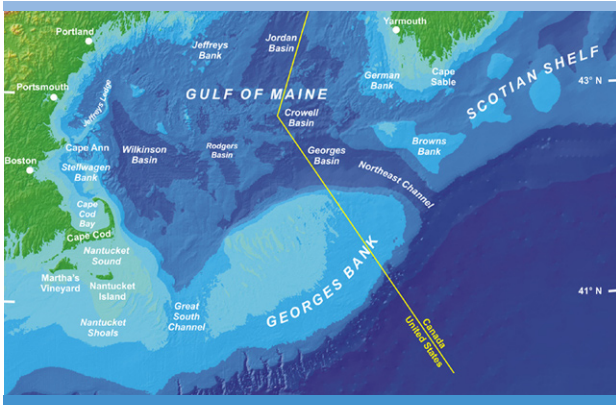 Portland
Jeffreys
Bank
Jordan
Basin
Yarmouth
German
Bank
Cape
Sable
SCOTIAN SHELF
43° N
Portsmouth
Jeffreys Ledge
GULF OF MAINE
Crowell
Basin
Browns
Bank
Boston
Cape Ann
Stellwagen
Bank
Wilkinson
Basin
Rodgers
Basin
Georges
Basin
Northeast Channel
Cape
Cod
Bay
Cape Cod
Nantucket
Sound
Martha's
Vineyard
Nantucket
Island
Nantucket
Shoals
Great
South
Channel
GEORGES BANK
41° N
Canada
United States